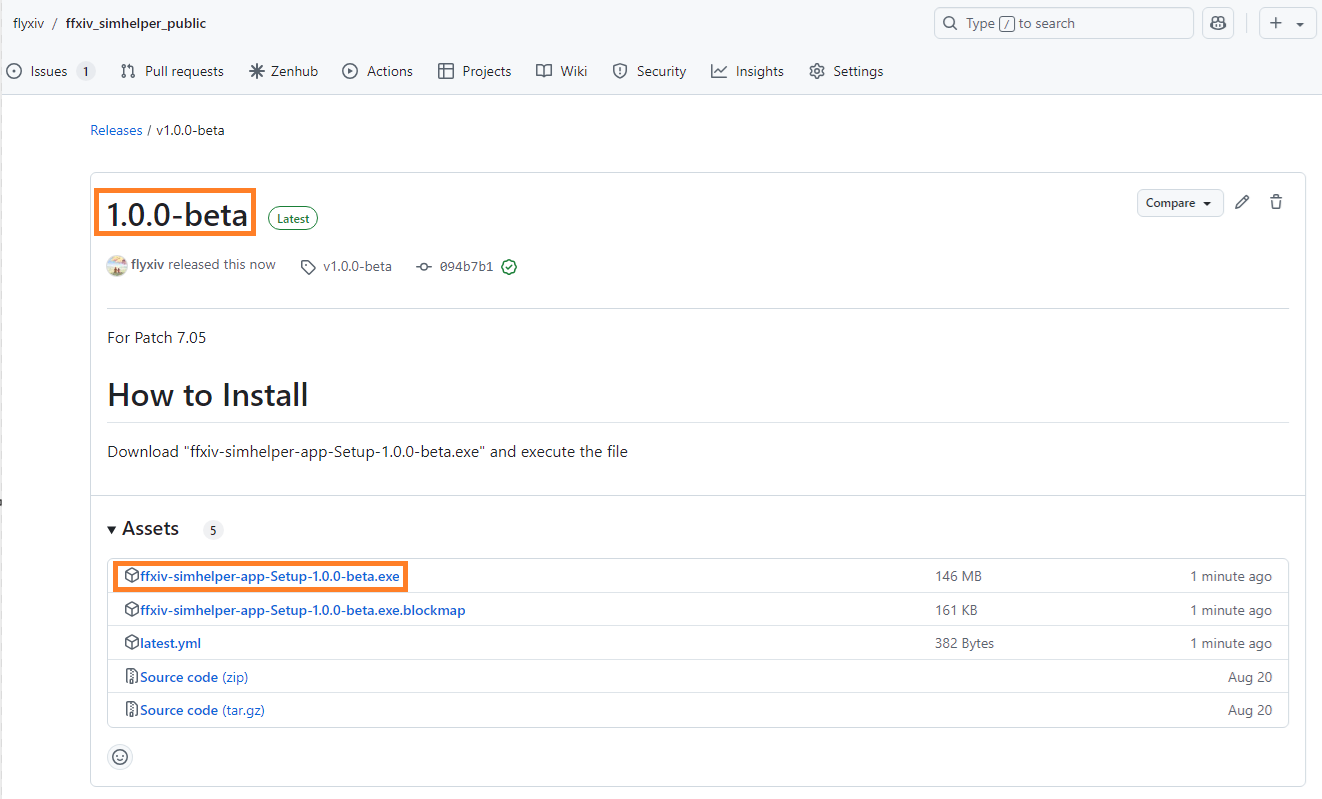 flyxiv / ffxiv_simhelper_public
Type / to search
Issues 1 Pull requests Zenhub Actions Projects Wiki Security Insights Settings
Releases / v1.0.0-beta
1.0.0-beta Latest
Compare
flyxiv released this now v1.0.0-beta 094b7b1
For Patch 7.05
How to Install
Download "ffxiv-simhelper-app-Setup-1.0.0-beta.exe" and execute the file
Assets 5
ffxiv-simhelper-app-Setup-1.0.0-beta.exe 146 MB 1 minute ago
ffxiv-simhelper-app-Setup-1.0.0-beta.exe.blockmap 161 KB 1 minute ago
latest.yml 382 Bytes 1 minute ago
Source code (zip) Aug 20
Source code (tar.gz) Aug 20